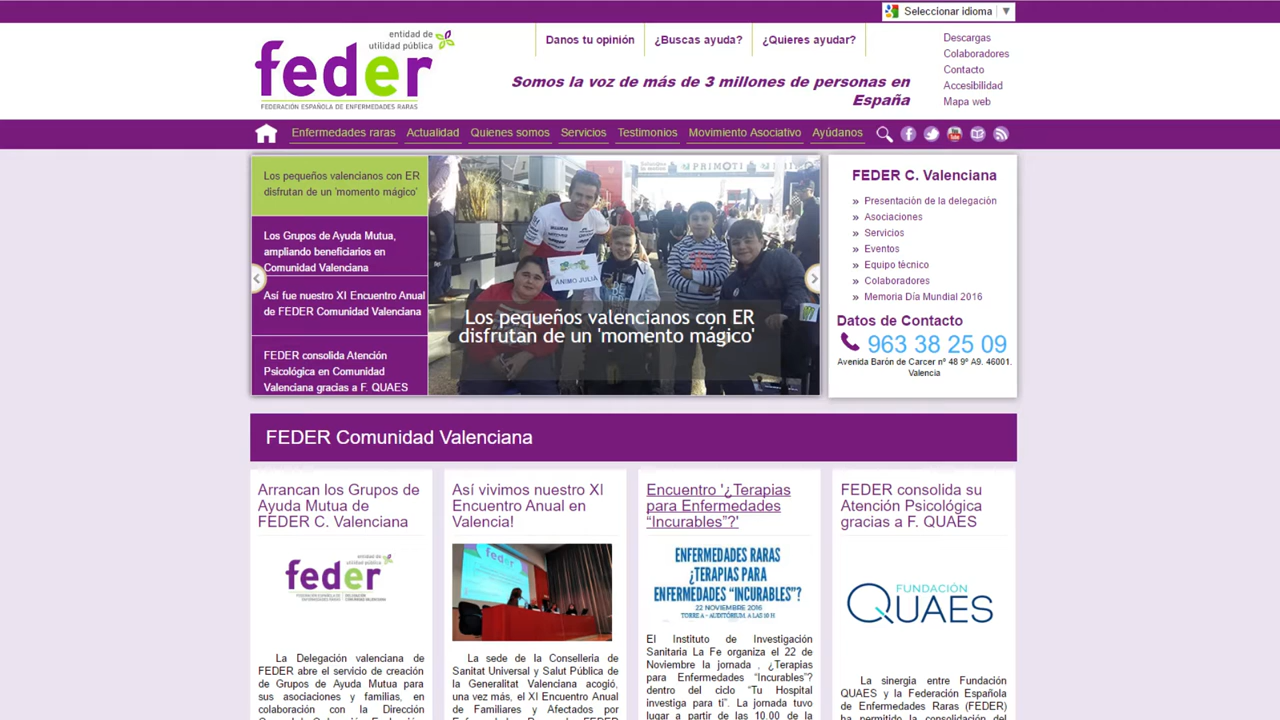 Seleccionar idioma ▼
entidad de
utilidad pública
feder
FEDERACIÓN ESPAÑOLA DE ENFERMEDADES RARAS
Danos tu opinión
¿Buscas ayuda?
¿Quieres ayudar?
Somos la voz de más de 3 millones de personas en
España
Descargas
Colaboradores
Contacto
Accesibilidad
Mapa web
Enfermedades raras Actualidad Quienes somos Servicios Testimonios Movimiento Asociativo Ayúdanos
Los pequeños valencianos con ER
disfrutan de un 'momento mágico'
Los Grupos de Ayuda Mutua,
ampliando beneficiarios en
Comunidad Valenciana
Así fue nuestro XI Encuentro Anual
de FEDER Comunidad Valenciana
FEDER consolida Atención
Psicológica en Comunidad
Valenciana gracias a F. QUAES
PRIMOTI
ÁNIMO JULIA
Los pequeños valencianos con ER
disfrutan de un 'momento mágico'
FEDER C. Valenciana
» Presentación de la delegación
» Asociaciones
» Servicios
» Eventos
» Equipo técnico
» Colaboradores
» Memoria Día Mundial 2016
Datos de Contacto
963 38 25 09
Avenida Barón de Carcer nº 48 9º A9. 46001.
Valencia
FEDER Comunidad Valenciana
Arrancan los Grupos de
Ayuda Mutua de
FEDER C. Valenciana
entidad de
utilidad pública
feder
La Delegación valenciana de
FEDER abre el servicio de creación
de Grupos de Ayuda Mutua para
sus asociaciones y familias, en
colaboración con la Dirección
Así vivimos nuestro XI
Encuentro Anual en
Valencia!
feder
La sede de la Conselleria de
Sanitat Universal y Salut Pública de
la Generalitat Valenciana acogió,
una vez más, el XI Encuentro Anual
de Familiares y Afectados por
Encuentro '¿Terapias
para Enfermedades
“Incurables”?'
ENFERMEDADES RARAS
¿TERAPIAS PARA
ENFERMEDADES “INCURABLES”?
22 NOVIEMBRE 2016
TORRE A - AUDITÓRIUM. A LAS 10 H
El Instituto de Investigación
Sanitaria La Fe organiza el 22 de
Noviembre la jornada , ¿Terapias
para Enfermedades “Incurables”?
dentro del ciclo “Tu Hospital
investiga para ti”. La jornada tuvo
lugar a partir de las 10.00 de la
FEDER consolida su
Atención Psicológica
gracias a F. QUAES
FUNDACIÓN
QUAES
La sinergia entre Fundación
QUAES y la Federación Española
de Enfermedades Raras (FEDER)
ha permitido la consolidación del